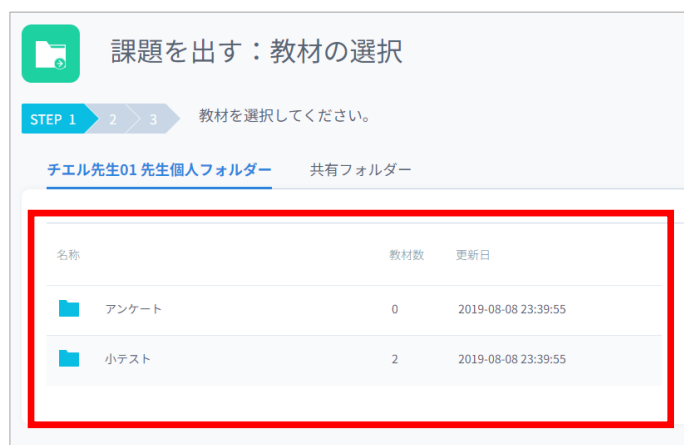 課題を出す：教材の選択
STEP 1 2 3 教材を選択してください。
チエル先生01 先生個人フォルダー 共有フォルダー
名称 教材数 更新日
アンケート 0 2019-08-08 23:39:55
小テスト 2 2019-08-08 23:39:55